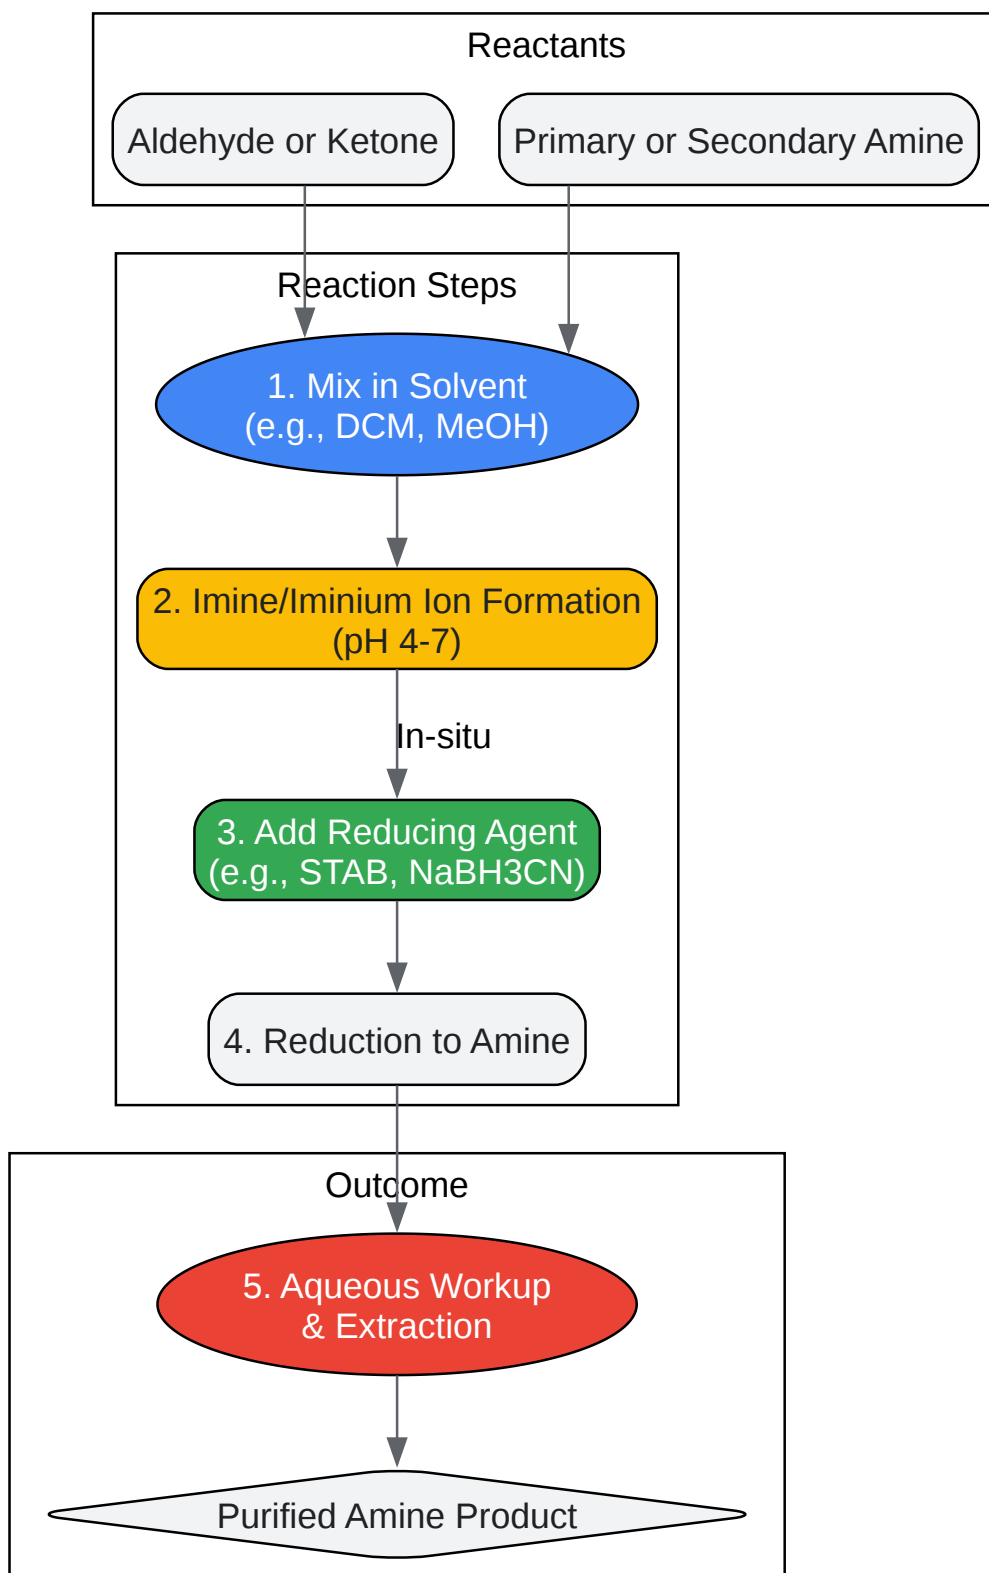 Reactants
Aldehyde or Ketone
Primary or Secondary Amine
Reaction Steps
1. Mix in Solvent
(e.g., DCM, MeOH)
2. Imine/Iminium Ion Formation
(pH 4-7)
In-situ
3. Add Reducing Agent
(e.g., STAB, NaBH3CN)
4. Reduction to Amine
Outcome
5. Aqueous Workup
& Extraction
Purified Amine Product